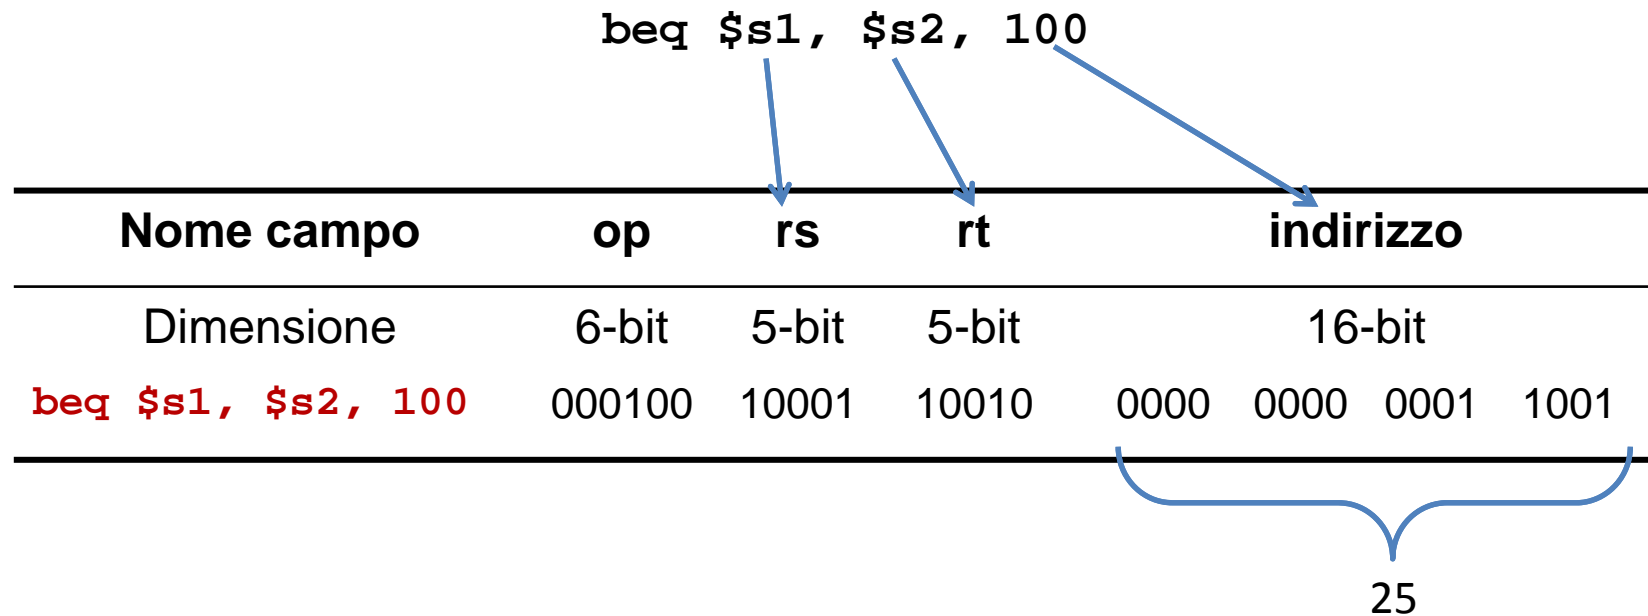 beq $s1, $s2, 100
Nome campo op rs rt indirizzo
Dimensione 6-bit 5-bit 5-bit 16-bit
beq $s1, $s2, 100 000100 10001 10010 0000 0000 0001 1001
25